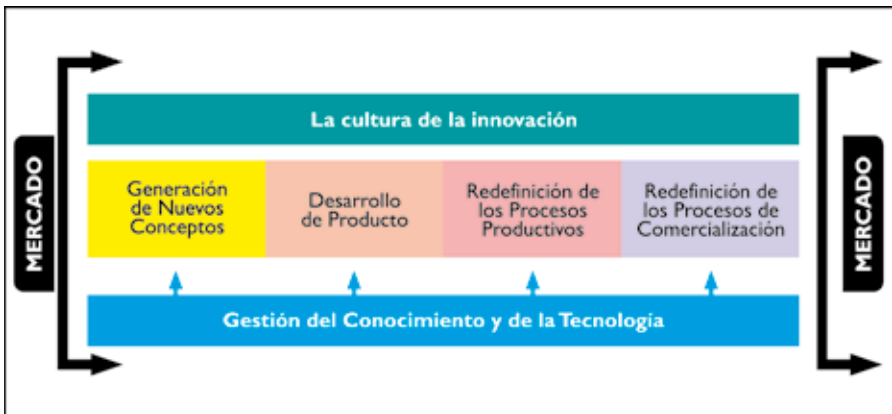 MERCADO
La cultura de la innovación
Generación
de Nuevos
Conceptos
Desarrollo
de Producto
Redefinición de
los Procesos
Productivos
Redefinición de
los Procesos de
Comercialización
Gestión del Conocimiento y de la Tecnología
MERCADO